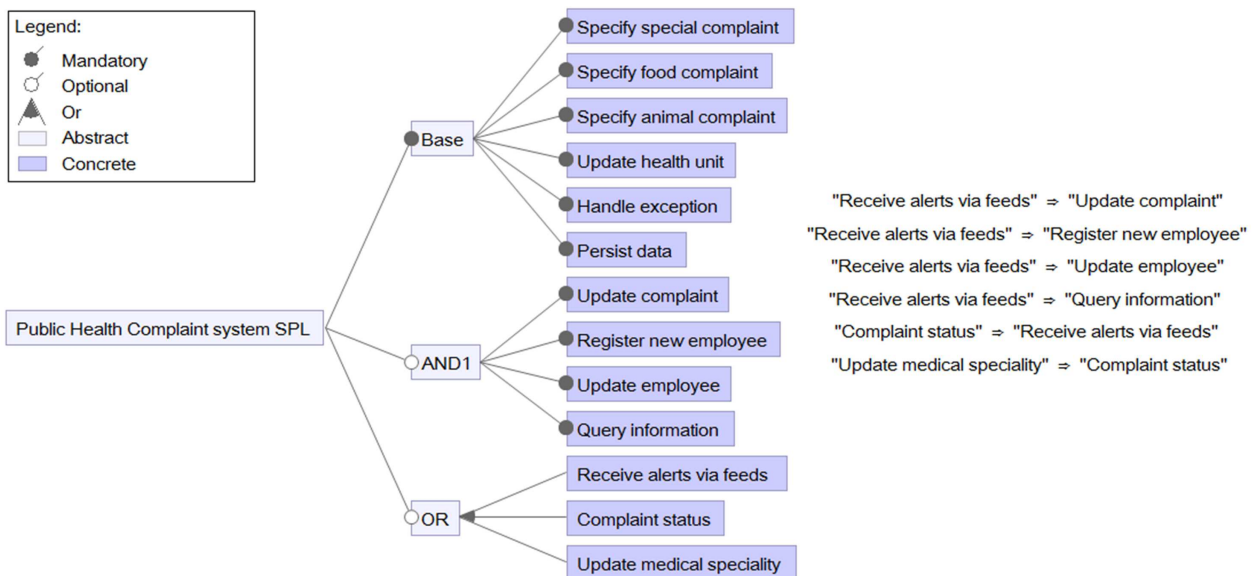 Legend:
Mandatory
Optional
Or
Abstract
Concrete
Public Health Complaint system SPL
Base
AND1
OR
Specify special complaint
Specify food complaint
Specify animal complaint
Update health unit
Handle exception
Persist data
Update complaint
Register new employee
Update employee
Query information
Receive alerts via feeds
Complaint status
Update medical speciality
"Receive alerts via feeds" ⇒ "Update complaint"
"Receive alerts via feeds" ⇒ "Register new employee"
"Receive alerts via feeds" ⇒ "Update employee"
"Receive alerts via feeds" ⇒ "Query information"
"Complaint status" ⇒ "Receive alerts via feeds"
"Update medical speciality" ⇒ "Complaint status"